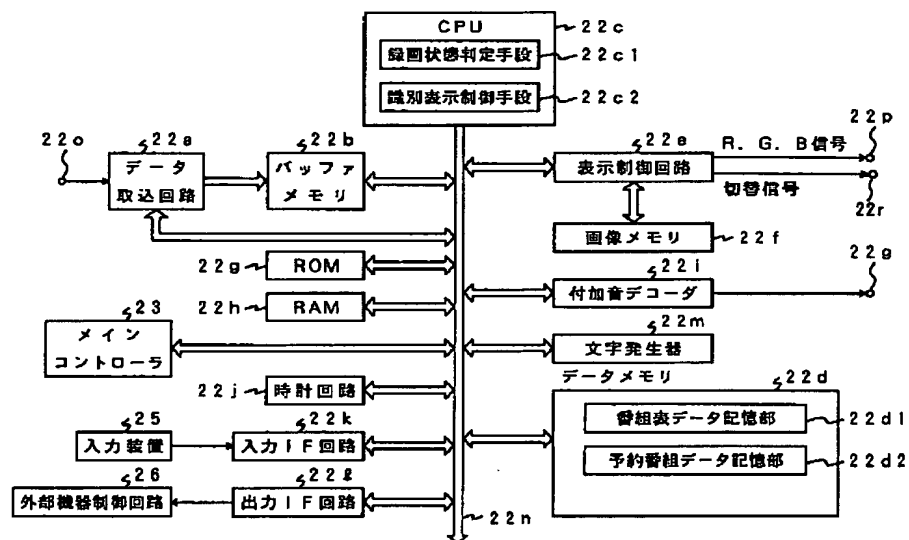 CPU
22c
録画状態判定手段
22c1
識別表示制御手段
22c2
22o
22a
22b
データ
取込回路
バッファ
メモリ
22e
表示制御回路
R. G. B信号
22p
切替信号
22r
画像メモリ
22f
22g
ROM
22h
RAM
22i
付加音デコーダ
22q
23
メイン
コントローラ
22m
文字発生器
22j
時計回路
データメモリ
22d
番組表データ記憶部
22d1
予約番組データ記憶部
22d2
25
入力装置
22k
入力IF回路
26
外部機器制御回路
22ℓ
出力IF回路
22n